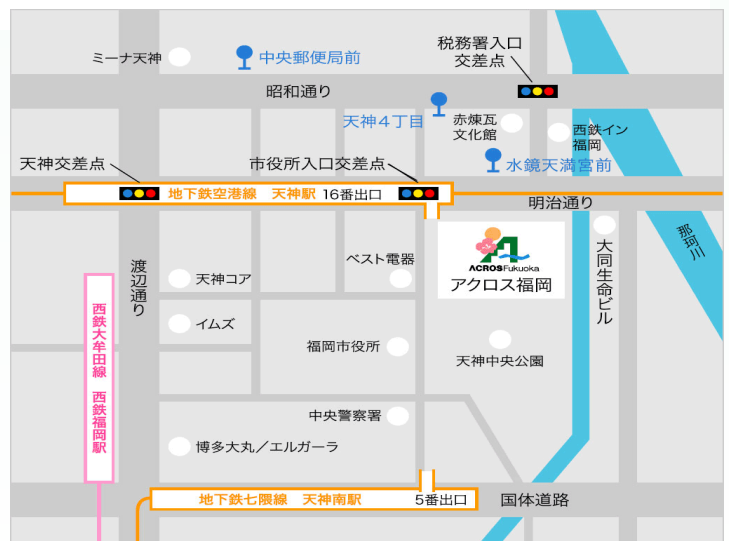 ミーナ天神
中央郵便局前
税務署入口
交差点
昭和通り
天神4丁目
赤煉瓦
文化館
西鉄イン
福岡
天神交差点
市役所入口交差点
水鏡天満宮前
地下鉄空港線 天神駅 16番出口
明治通り
那珂川
渡辺通り
天神コア
ベスト電器
ACROS Fukuoka
アクロス福岡
大同生命ビル
イムズ
西鉄大牟田線 西鉄福岡駅
福岡市役所
天神中央公園
中央警察署
博多大丸/エルガーラ
地下鉄七隈線 天神南駅 5番出口
国体道路